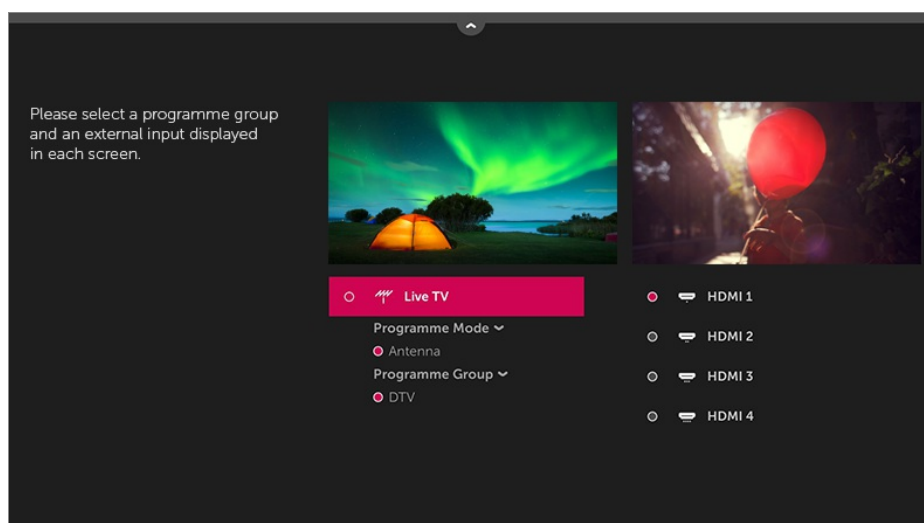 Please select a programme group
and an external input displayed
in each screen.
Live TV
Programme Mode
Antenna
Programme Group
DTV
HDMI 1
HDMI 2
HDMI 3
HDMI 4